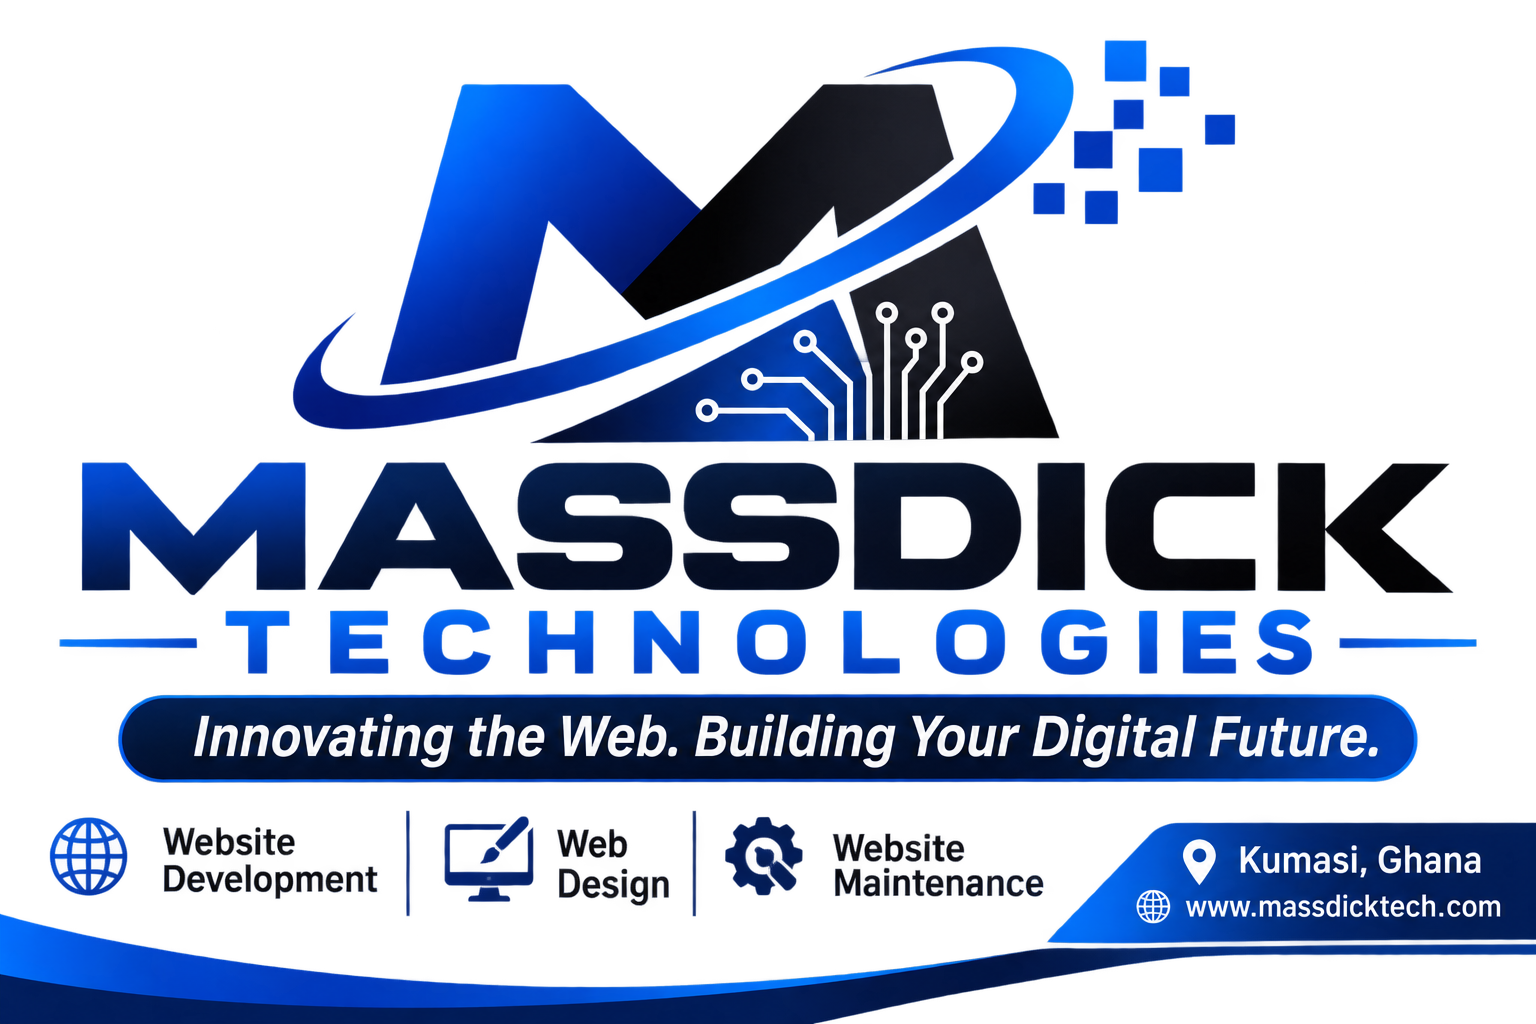 MASSDICK
TECHNOLOGIES
Innovating the Web. Building Your Digital Future.
Website
Development
Web
Design
Website
Maintenance
Kumasi, Ghana
www.massdicktech.com